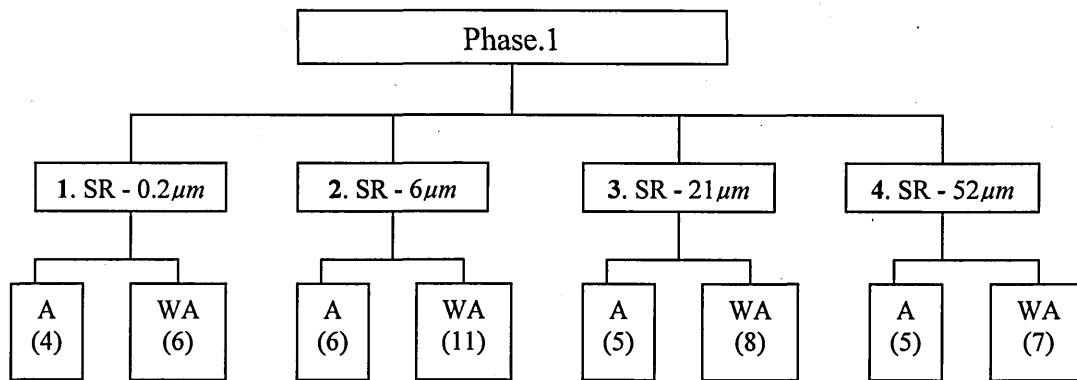 Phase.1
1. SR - 0.2μm
2. SR - 6μm
3. SR - 21μm
4. SR - 52μm
A
(4)
WA
(6)
A
(6)
WA
(11)
A
(5)
WA
(8)
A
(5)
WA
(7)